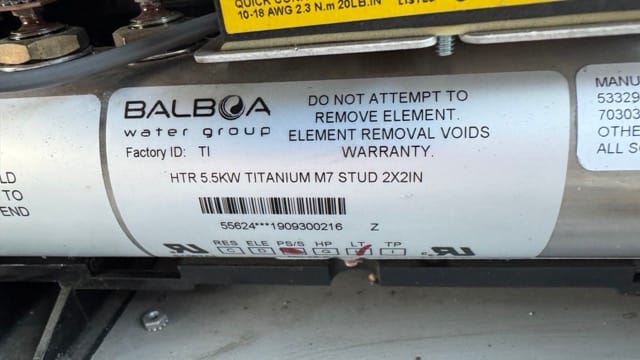 QUICK CON
10-18 AWG 2.3 N.m 20LB.IN LISTED
BALBOA
water group
Factory ID: TI
DO NOT ATTEMPT TO
REMOVE ELEMENT.
ELEMENT REMOVAL VOIDS
WARRANTY.
HTR 5.5KW TITANIUM M7 STUD 2X2IN
55624***1909300216 Z
RES ELE PS/S HP LT TP
LD
TO
END
MANU
53329
70303
OTHE
ALL S